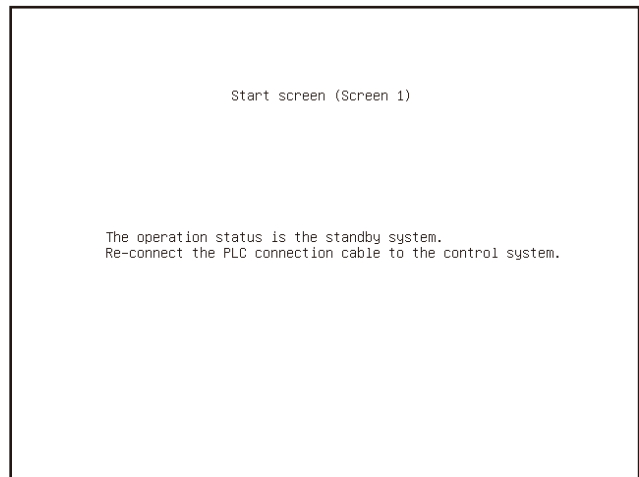 Start screen (Screen 1)
The operation status is the standby system.
Re-connect the PLC connection cable to the control system.